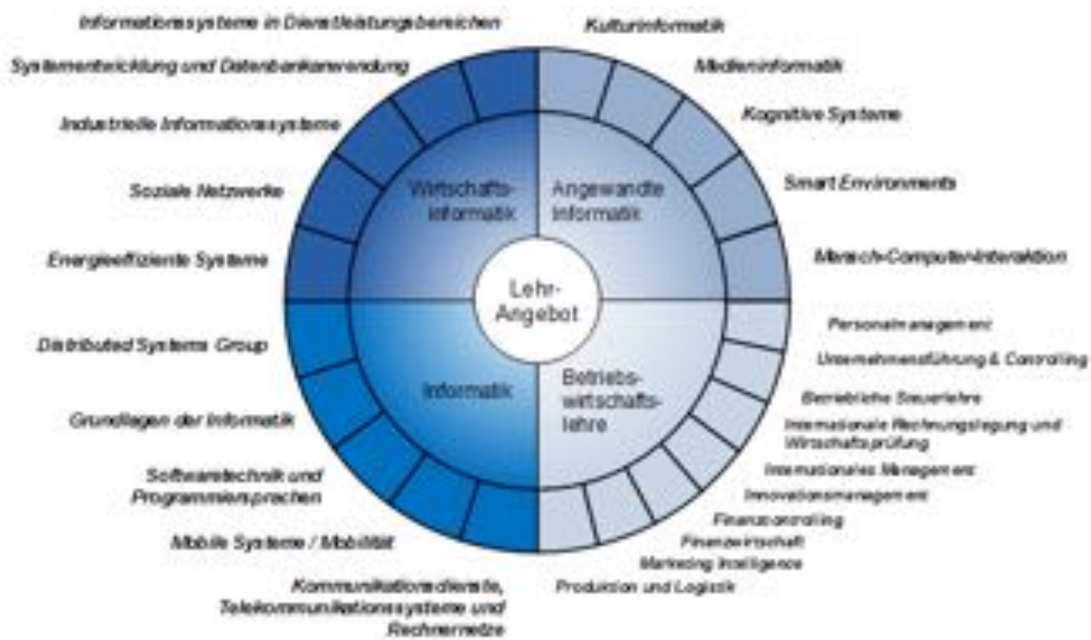 Informationssysteme in Dienstleistungsbereichen
Systementwicklung und Datenbankanwendung
Industrielle Informationssysteme
Soziale Netzwerke
Energieeffiziente Systeme
Distributed Systems Group
Grundlagen der Informatik
Softwaretechnik und
Programmiersprachen
Mobile Systeme / Mobilität
Kommunikationsdienste,
Telekommunikationssysteme und
Rechnernetze
Wirtschafts-
informatik
Angewandte
Informatik
Lehr-
Angebot
Informatik
Betriebs-
wirtschafts-
lehre
Kulturinformatik
Medieninformatik
Kognitive Systeme
Smart Environments
Mensch-Computer-Interaktion
Personalmanagement
Unternehmensführung & Controlling
Betriebliche Steuerlehre
Internationale Rechnungslegung und
Wirtschaftsprüfung
Internationales Management
Innovationsmanagement
Finanzcontrolling
Finanzwirtschaft
Marketing Intelligence
Produktion und Logistik